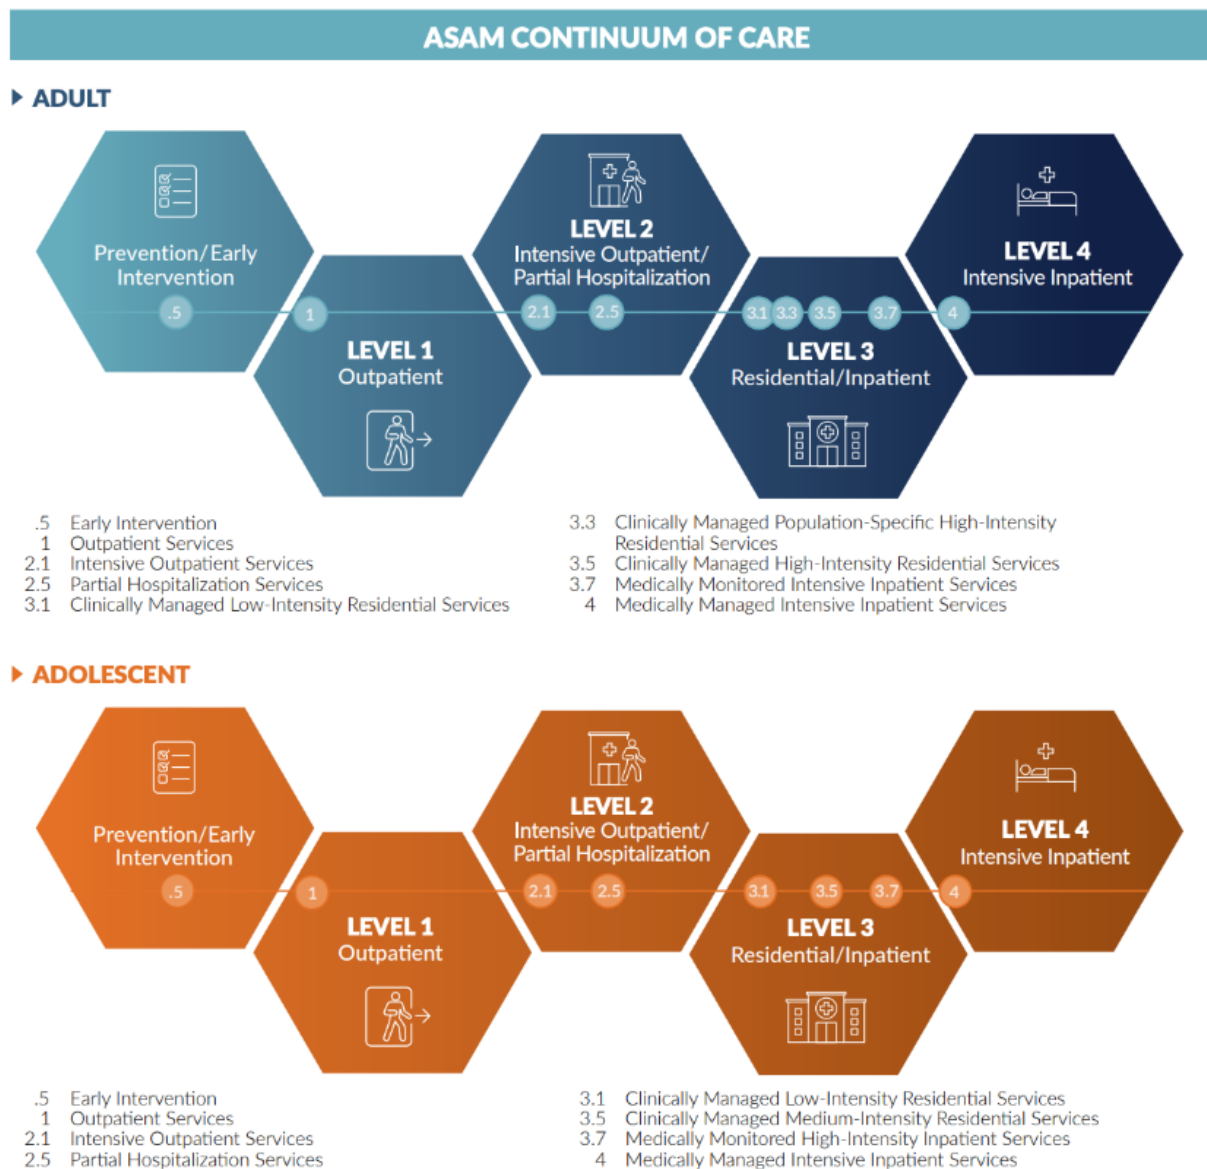 ASAM CONTINUUM OF CARE
ADULT
Prevention/Early
Intervention
.5
1
LEVEL 1
Outpatient
LEVEL 2
Intensive Outpatient/
Partial Hospitalization
2.1
2.5
3.1
3.3
3.5
3.7
LEVEL 3
Residential/Inpatient
LEVEL 4
Intensive Inpatient
4
.5 Early Intervention
1 Outpatient Services
2.1 Intensive Outpatient Services
2.5 Partial Hospitalization Services
3.1 Clinically Managed Low-Intensity Residential Services
3.3 Clinically Managed Population-Specific High-Intensity
Residential Services
3.5 Clinically Managed High-Intensity Residential Services
3.7 Medically Monitored Intensive Inpatient Services
4 Medically Managed Intensive Inpatient Services
ADOLESCENT
Prevention/Early
Intervention
.5
1
LEVEL 1
Outpatient
LEVEL 2
Intensive Outpatient/
Partial Hospitalization
2.1
2.5
3.1
3.5
3.7
LEVEL 3
Residential/Inpatient
LEVEL 4
Intensive Inpatient
4
.5 Early Intervention
1 Outpatient Services
2.1 Intensive Outpatient Services
2.5 Partial Hospitalization Services
3.1 Clinically Managed Low-Intensity Residential Services
3.5 Clinically Managed Medium-Intensity Residential Services
3.7 Medically Monitored High-Intensity Inpatient Services
4 Medically Managed Intensive Inpatient Services